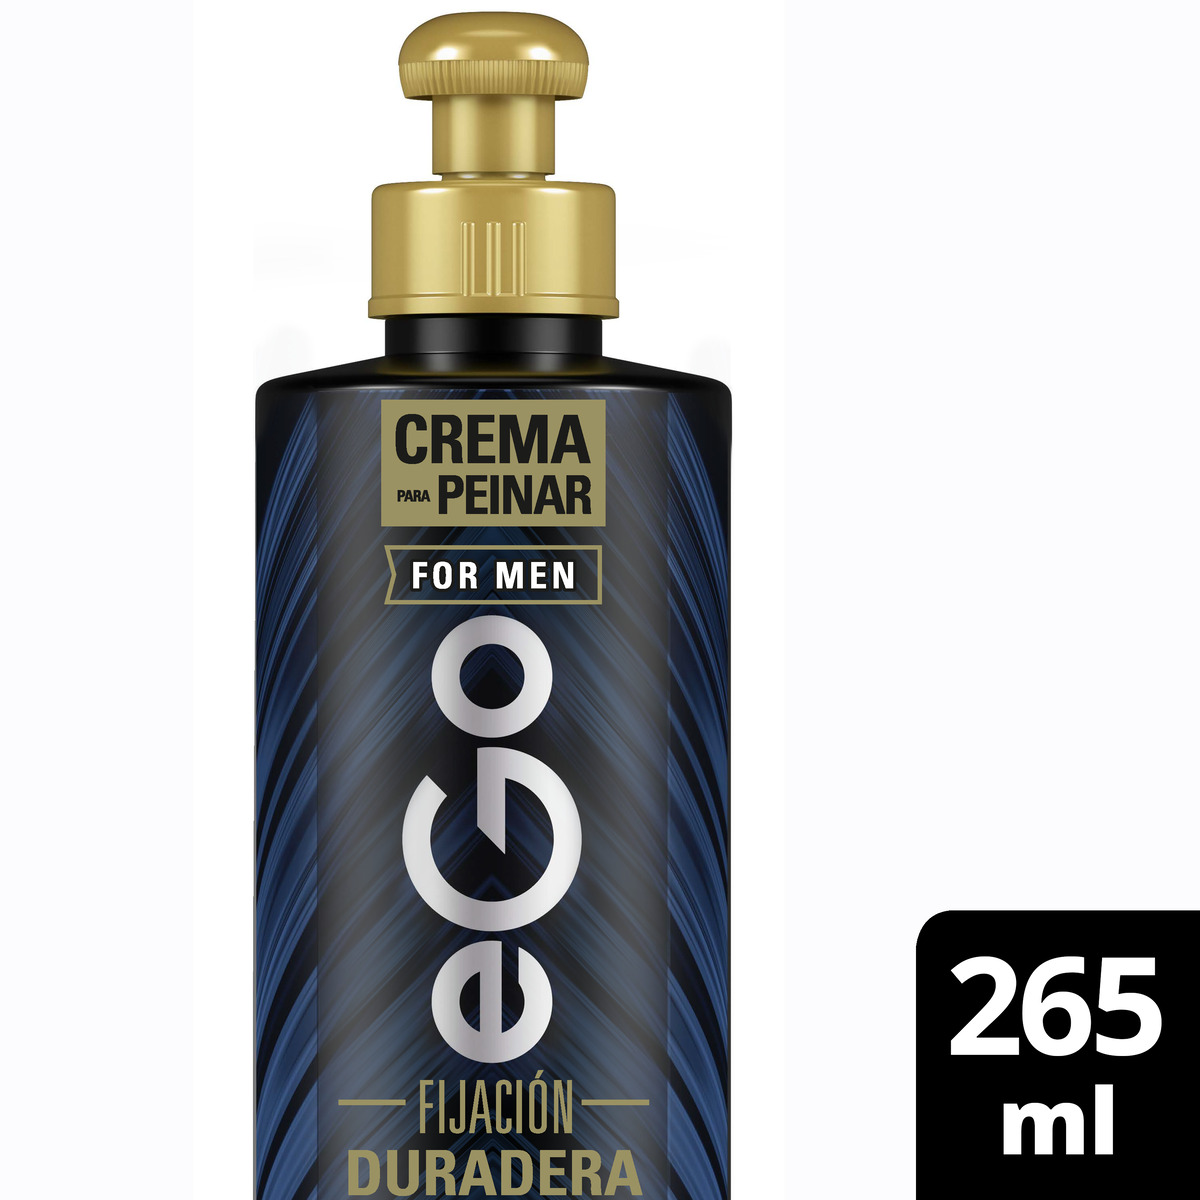 CREMA
PARA PEINAR
FOR MEN
eGo
FIJACIÓN
DURADERA
265
ml